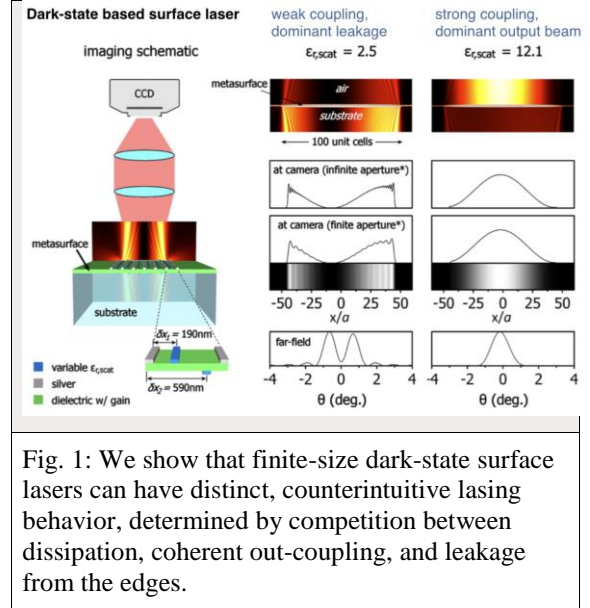 Dark-state based surface laser
weak coupling,
dominant leakage
strong coupling,
dominant output beam
imaging schematic
εr,scat = 2.5
εr,scat = 12.1
CCD
metasurface
air
substrate
100 unit cells
at camera (infinite aperture*)
at camera (finite aperture*)
metasurface
substrate
-50 -25 0 25 50
x/a
-50 -25 0 25 50
x/a
δx1 = 190nm
δx2 = 590nm
far-field
variable εr,scat
silver
dielectric w/ gain
-4 -2 0 2 4
θ (deg.)
-4 -2 0 2 4
θ (deg.)
Fig. 1: We show that finite-size dark-state surface
lasers can have distinct, counterintuitive lasing
behavior, determined by competition between
dissipation, coherent out-coupling, and leakage
from the edges.